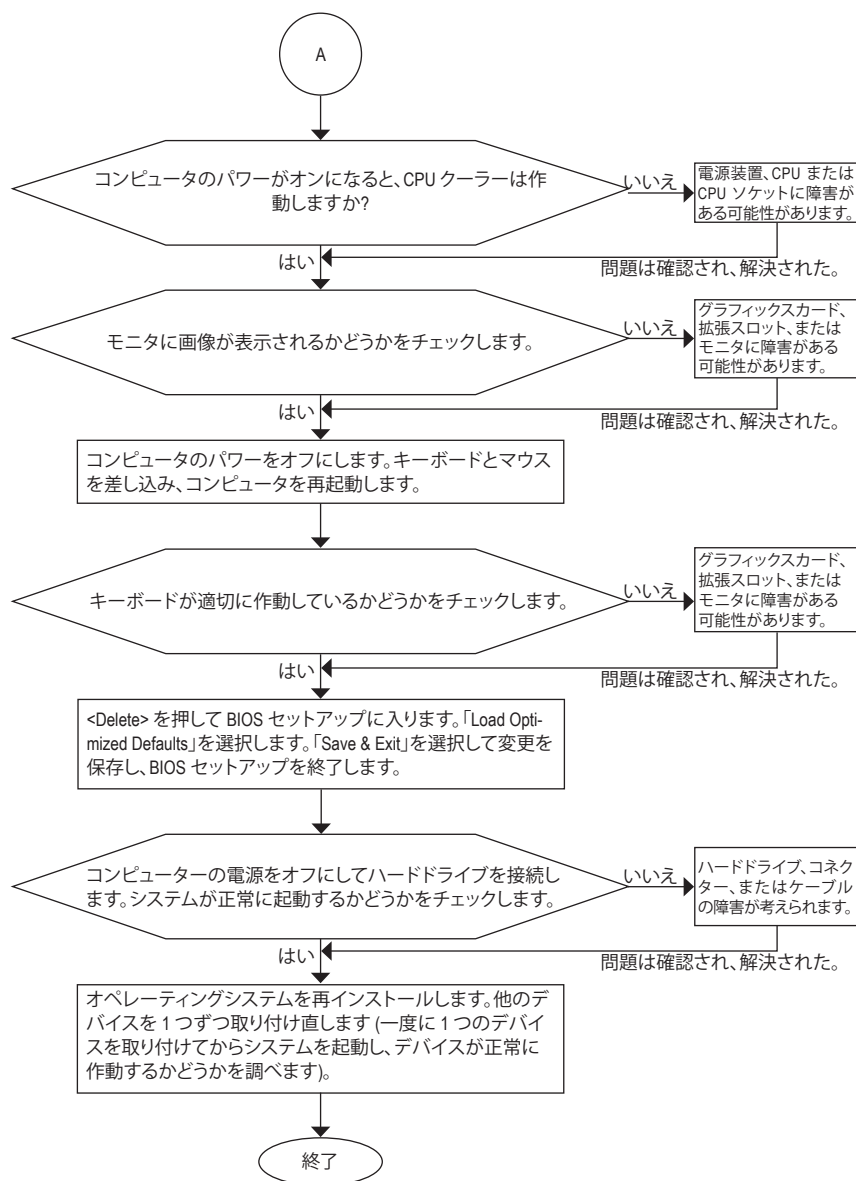 A
コンピュータのパワーがオンになると、CPU クーラーは作
動しますか?
いいえ
電源装置、CPU または
CPU ソケットに障害が
ある可能性があります。
はい
問題は確認され、解決された。
モニタに画像が表示されるかどうかをチェックします。
いいえ
グラフィックスカード、
拡張スロット、または
モニタに障害がある
可能性があります。
はい
問題は確認され、解決された。
コンピュータのパワーをオフにします。キーボードとマウス
を差し込み、コンピュータを再起動します。
キーボードが適切に作動しているかどうかをチェックします。
いいえ
グラフィックスカード、
拡張スロット、または
モニタに障害がある
可能性があります。
はい
問題は確認され、解決された。
<Delete> を押して BIOS セットアップに入ります。「Load Opti-
mized Defaults」を選択します。「Save & Exit」を選択して変更を
保存し、BIOS セットアップを終了します。
コンピューターの電源をオフにしてハードドライブを接続し
ます。システムが正常に起動するかどうかをチェックします。
いいえ
ハードドライブ、コネク
ター、またはケーブル
の障害が考えられます。
はい
問題は確認され、解決された。
オペレーティングシステムを再インストールします。他のデ
バイスを 1 つずつ取り付け直します (一度に 1 つのデバイ
スを取り付けてからシステムを起動し、デバイスが正常に
作動するかどうかを調べます)。
終了